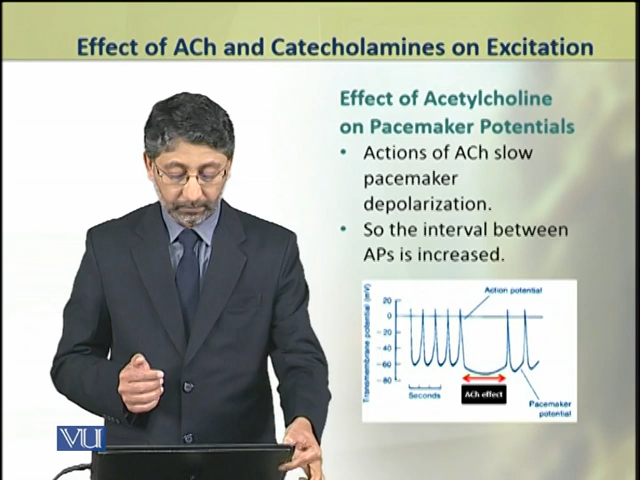 Effect of ACh and Catecholamines on Excitation
Effect of Acetylcholine
on Pacemaker Potentials
• Actions of ACh slow
pacemaker
depolarization.
• So the interval between
APs is increased.
Transmembrane potential (mV)
20
0
−20
−40
−60
−80
Action potential
Seconds
ACh effect
Pacemaker
potential
VU